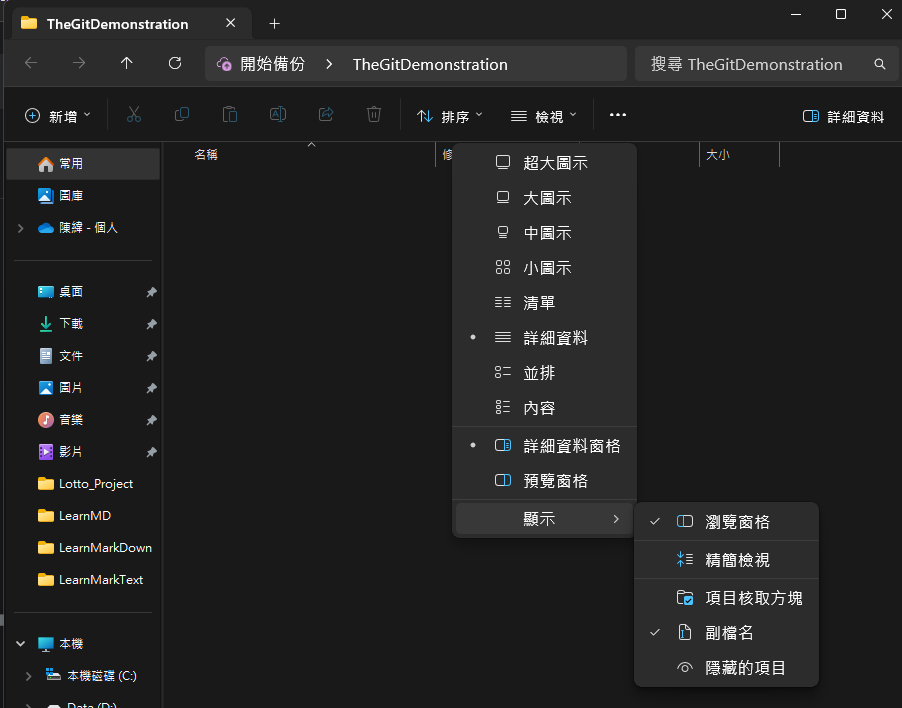 TheGitDemonstration
開始備份 > TheGitDemonstration
搜尋 TheGitDemonstration
新增
排序
檢視
詳細資料
名稱
大小
常用
圖庫
陳緯 - 個人
桌面
下載
文件
圖片
音樂
影片
Lotto_Project
LearnMD
LearnMarkDown
LearnMarkText
本機
本機磁碟 (C:)
Data (D:)
超大圖示
大圖示
中圖示
小圖示
清單
詳細資料
並排
內容
詳細資料窗格
預覽窗格
顯示
瀏覽窗格
精簡檢視
項目核取方塊
副檔名
隱藏的項目